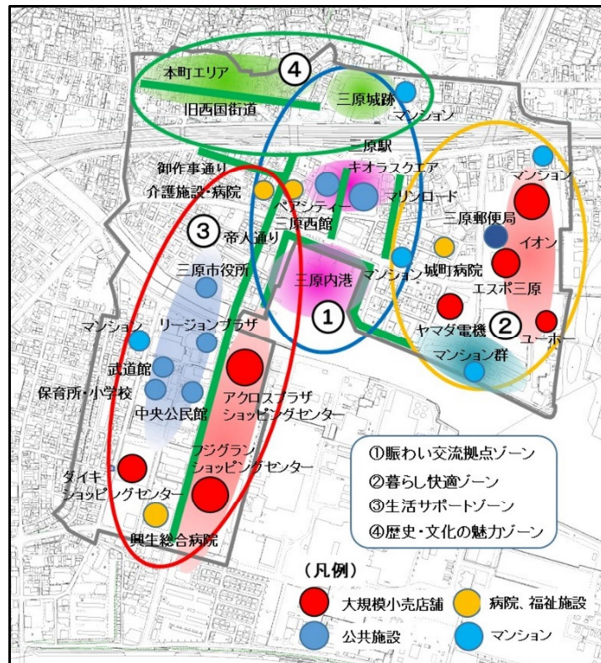 本町エリア
④
旧西国街道
三原城跡
マンション
三原駅
御作事通り
キオラスクエア
マンション
介護施設・病院
ペアシティー
三原西館
マリンロード
③
帝人通り
三原郵便局
イオン
三原市役所
三原内港
マンション
城町病院
エスポ三原
①
ヤマダ電機
②
ユーホー
マンション
リージョンプラザ
武道館
マンション群
保育所・小学校
中央公民館
アクロスプラザ
ショッピングセンター
フジグラン
ショッピングセンター
ダイキ
ショッピングセンター
興生総合病院
①賑わい交流拠点ゾーン
②暮らし快適ゾーン
③生活サポートゾーン
④歴史・文化の魅力ゾーン
（凡例）
大規模小売店舗
病院、福祉施設
公共施設
マンション